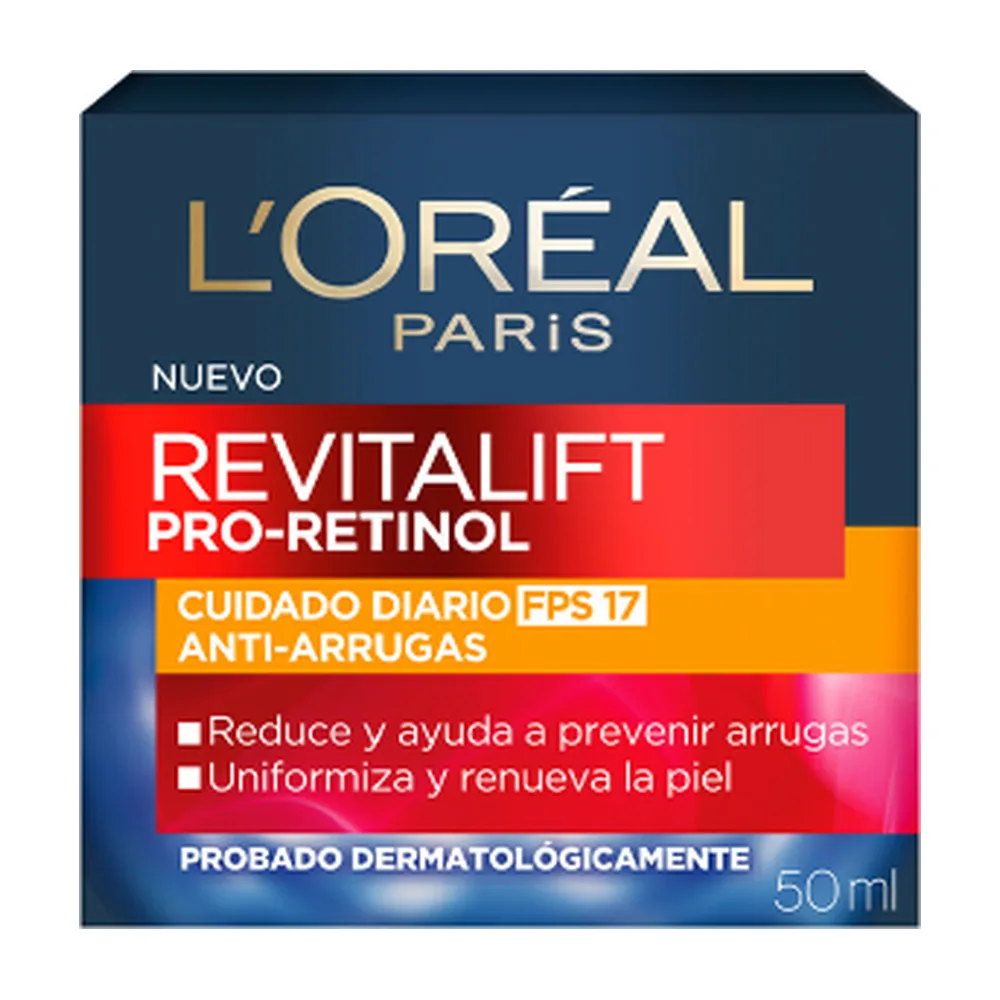 L'ORÉAL
PARiS
NUEVO
REVITALIFT
PRO-RETINOL
CUIDADO DIARIO FPS 17
ANTI-ARRUGAS
■Reduce y ayuda a prevenir arrugas
■Uniformiza y renueva la piel
PROBADO DERMATOLÓGICAMENTE
50 ml